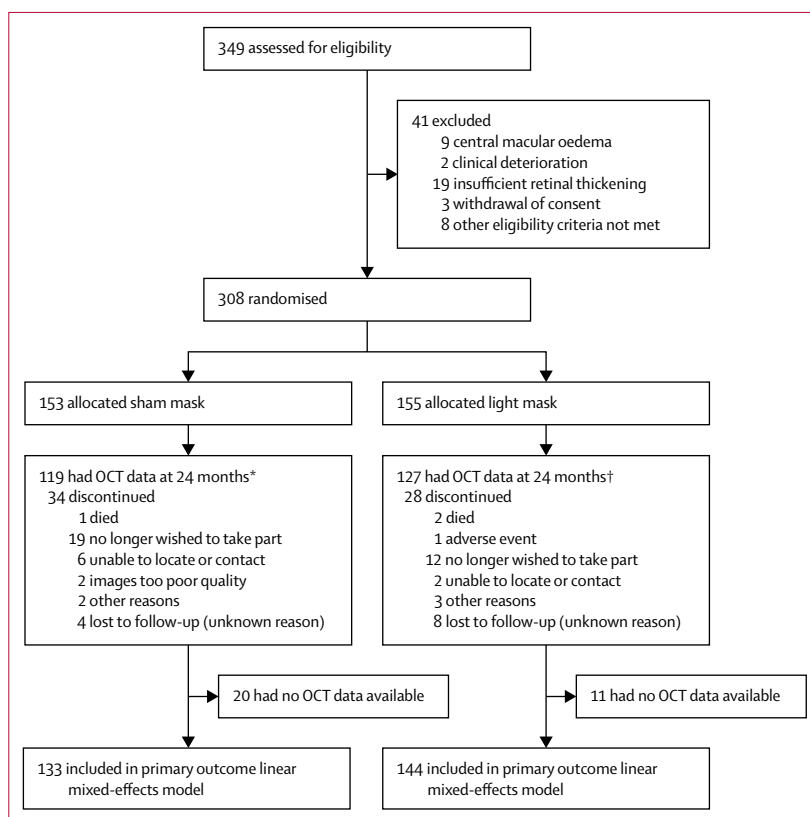 349 assessed for eligibility
41 excluded
9 central macular oedema
2 clinical deterioration
19 insufficient retinal thickening
3 withdrawal of consent
8 other eligibility criteria not met
308 randomised
153 allocated sham mask
155 allocated light mask
119 had OCT data at 24 months*
34 discontinued
1 died
19 no longer wished to take part
6 unable to locate or contact
2 images too poor quality
2 other reasons
4 lost to follow-up (unknown reason)
127 had OCT data at 24 months†
28 discontinued
2 died
1 adverse event
12 no longer wished to take part
2 unable to locate or contact
3 other reasons
8 lost to follow-up (unknown reason)
20 had no OCT data available
11 had no OCT data available
133 included in primary outcome linear
mixed-effects model
144 included in primary outcome linear
mixed-effects model